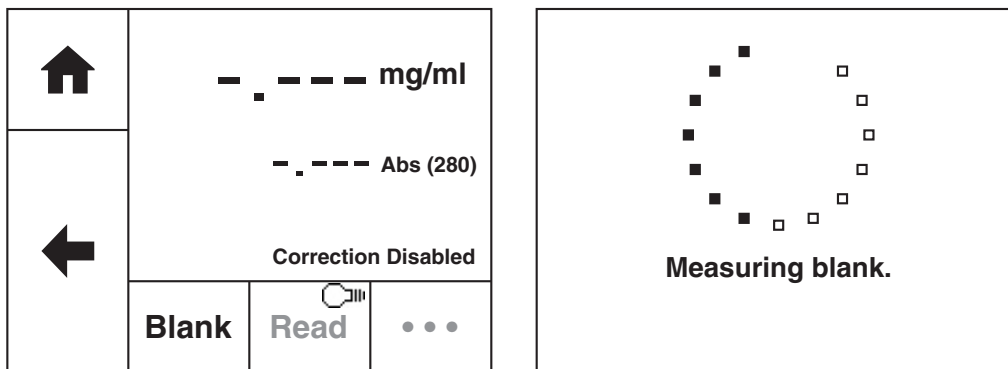 -.--- mg/ml
-.--- Abs (280)
Correction Disabled
Blank Read •••
Measuring blank.